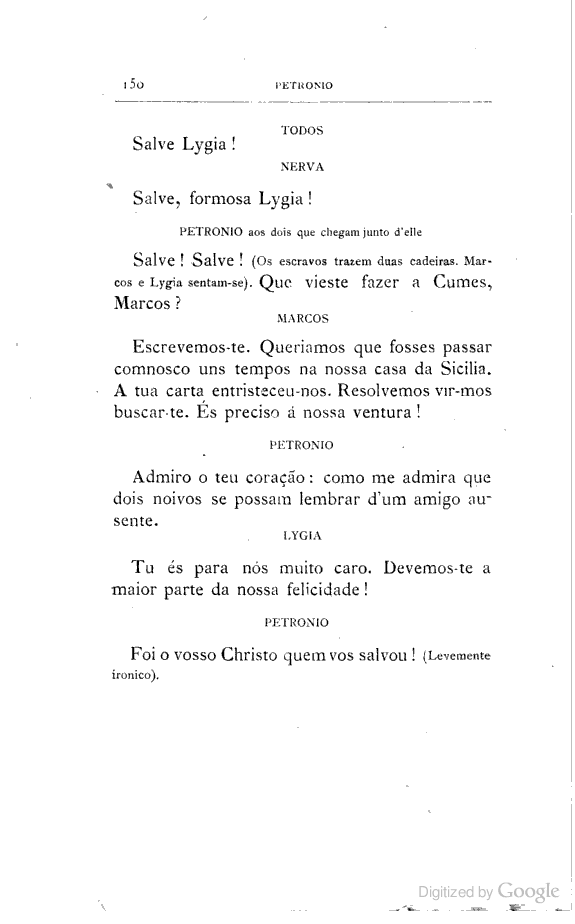 150 PETRONIO
TODOS
Salve Lygia !
NERVA
Salve, formosa Lygia !
PETRONIO aos dois que chegam junto d'elle
Salve ! Salve ! (Os escravos trazem duas cadeiras. Mar-
cos e Lygia sentam-se). Que vieste fazer a Cumes,
Marcos ?
MARCOS
Escrevemos-te. Queriamos que fosses passar
comnosco uns tempos na nossa casa da Sicilia.
A tua carta entristeceu-nos. Resolvemos vir-mos
buscar-te. És preciso á nossa ventura !
PETRONIO
Admiro o teu coração : como me admira que
dois noivos se possam lembrar d'um amigo au-
sente.
LYGIA
Tu és para nós muito caro. Devemos-te a
maior parte da nossa felicidade !
PETRONIO
Foi o vosso Christo quem vos salvou ! (Levemente
ironico).
Digitized by Google